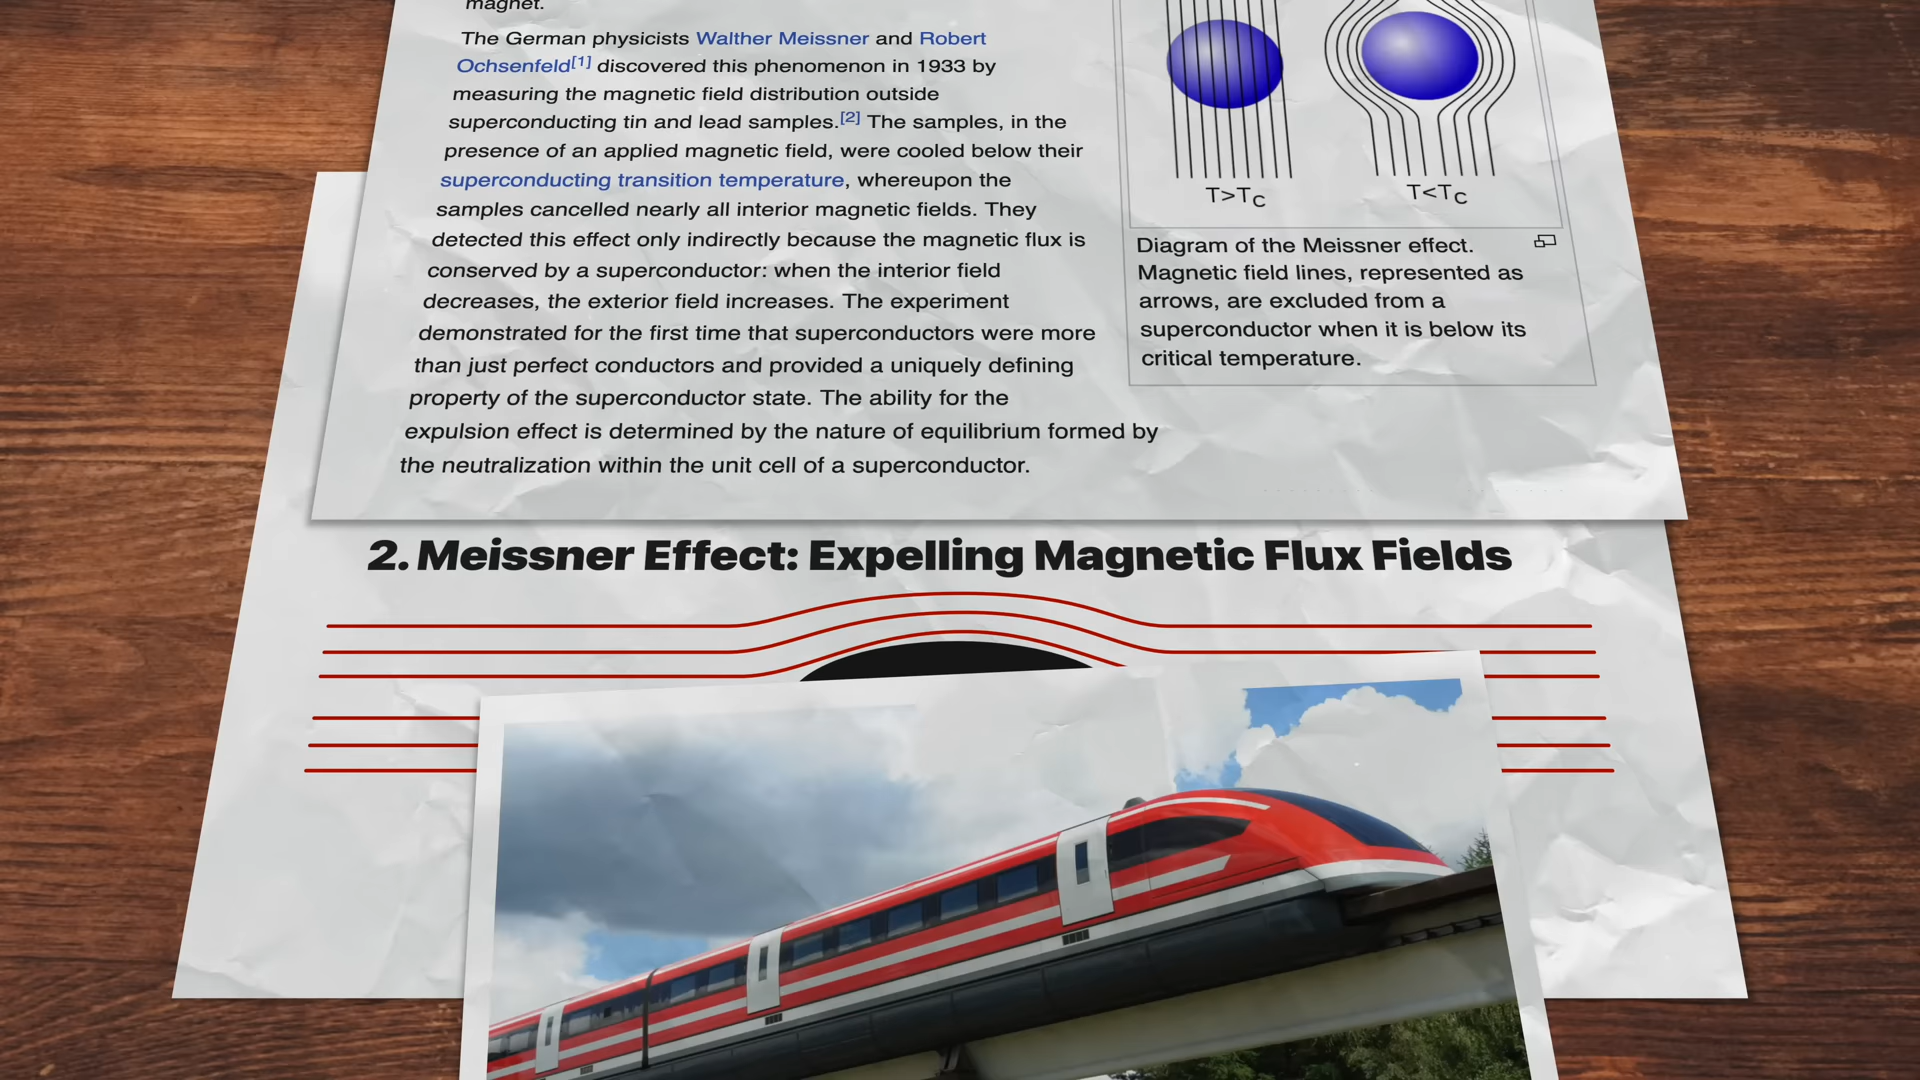 magnet.
The German physicists Walther Meissner and Robert
Ochsenfeld[1] discovered this phenomenon in 1933 by
measuring the magnetic field distribution outside
superconducting tin and lead samples.[2] The samples, in the
presence of an applied magnetic field, were cooled below their
superconducting transition temperature, whereupon the
samples cancelled nearly all interior magnetic fields. They
detected this effect only indirectly because the magnetic flux is
conserved by a superconductor: when the interior field
decreases, the exterior field increases. The experiment
demonstrated for the first time that superconductors were more
than just perfect conductors and provided a uniquely defining
property of the superconductor state. The ability for the
expulsion effect is determined by the nature of equilibrium formed by
the neutralization within the unit cell of a superconductor.
T>Tc
T<Tc
Diagram of the Meissner effect.
Magnetic field lines, represented as
arrows, are excluded from a
superconductor when it is below its
critical temperature.
2. Meissner Effect: Expelling Magnetic Flux Fields